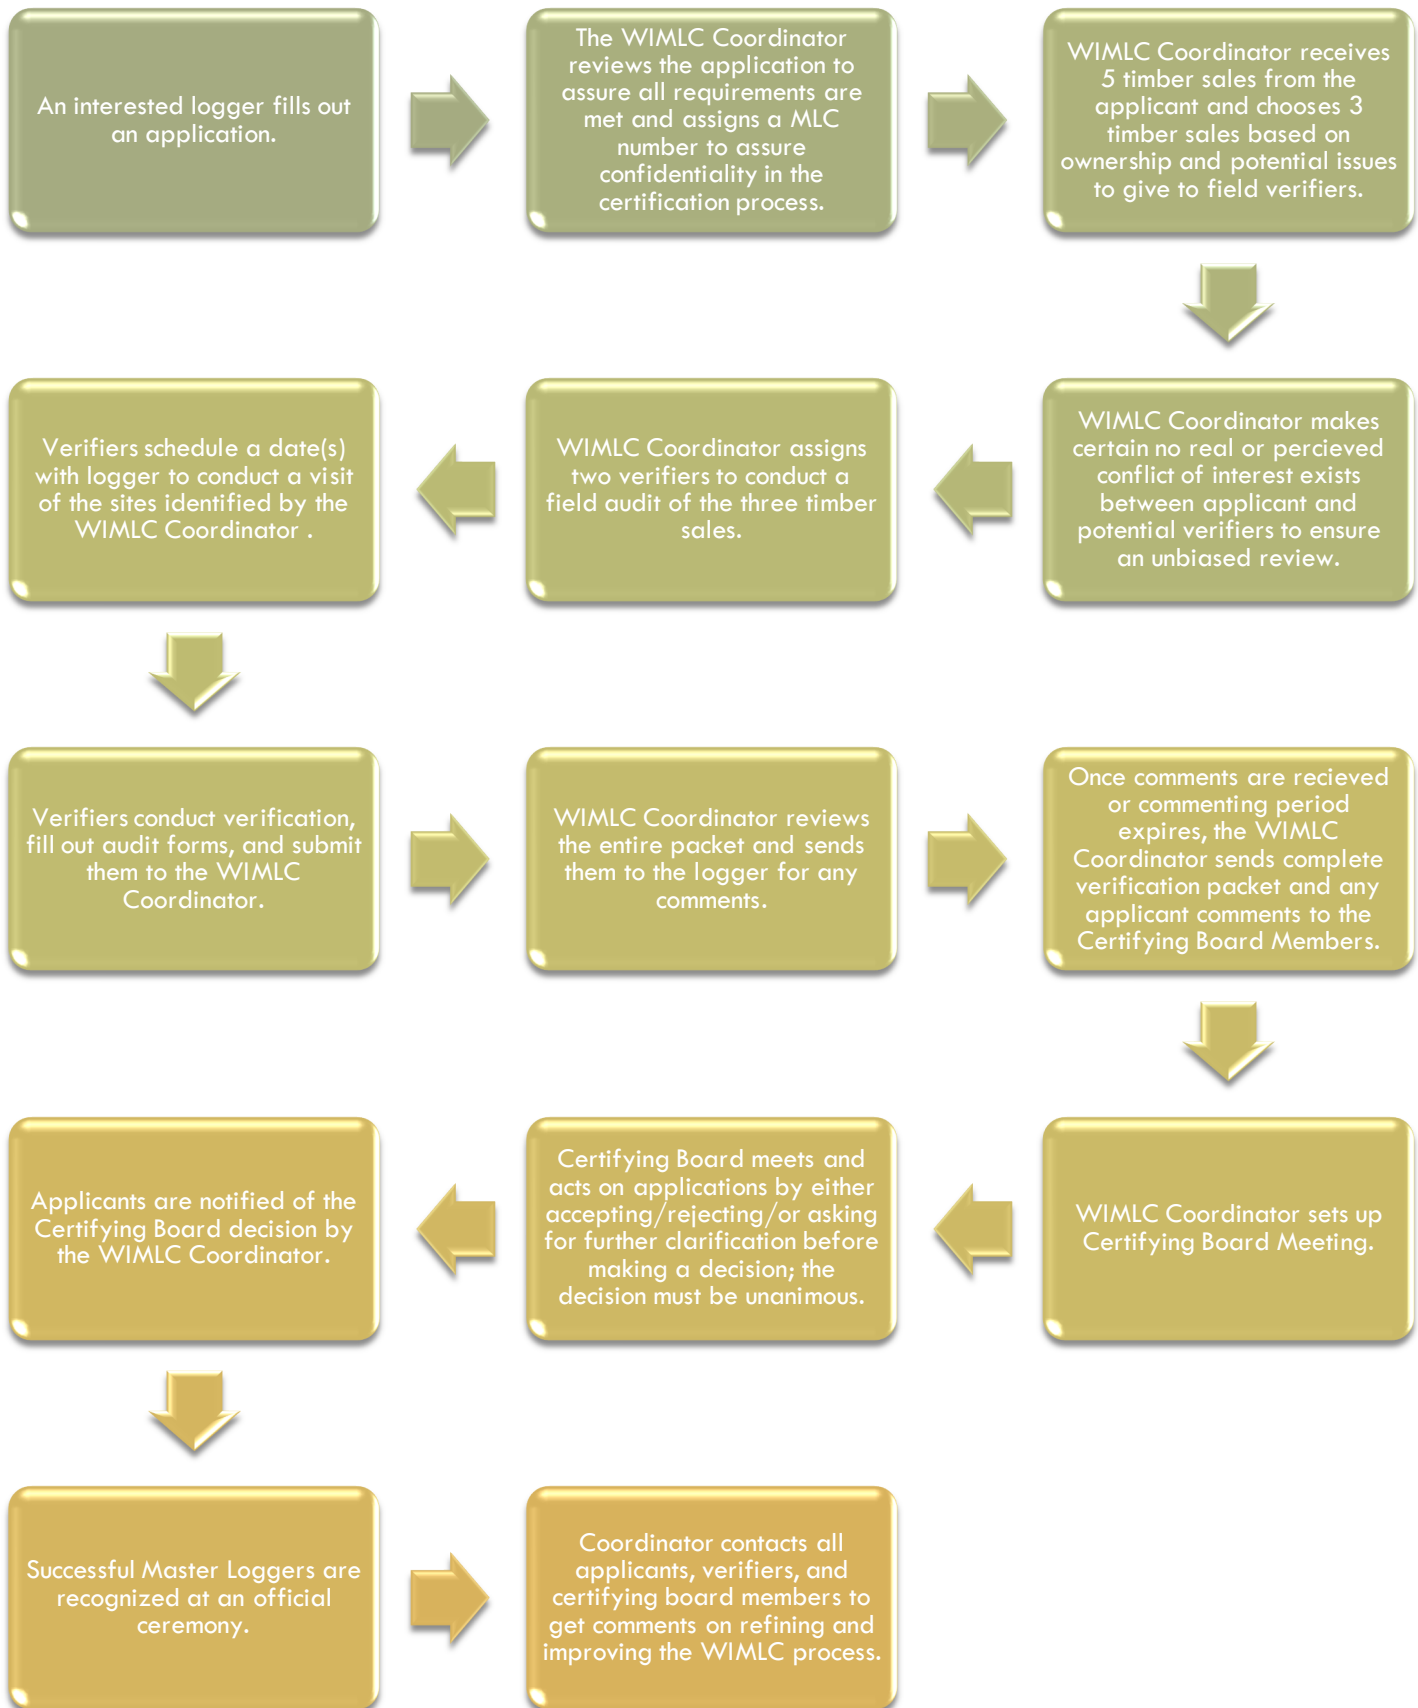 An interested logger fills out
an application.
The WIMLC Coordinator
reviews the application to
assure all requirements are
met and assigns a MLC
number to assure
confidentiality in the
certification process.
WIMLC Coordinator receives
5 timber sales from the
applicant and chooses 3
timber sales based on
ownership and potential issues
to give to field verifiers.
WIMLC Coordinator makes
certain no real or percieved
conflict of interest exists
between applicant and
potential verifiers to ensure
an unbiased review.
WIMLC Coordinator assigns
two verifiers to conduct a
field audit of the three timber
sales.
Verifiers schedule a date(s)
with logger to conduct a visit
of the sites identified by the
WIMLC Coordinator .
Verifiers conduct verification,
fill out audit forms, and submit
them to the WIMLC
Coordinator.
WIMLC Coordinator reviews
the entire packet and sends
them to the logger for any
comments.
Once comments are recieved
or commenting period
expires, the WIMLC
Coordinator sends complete
verification packet and any
applicant comments to the
Certifying Board Members.
WIMLC Coordinator sets up
Certifying Board Meeting.
Certifying Board meets and
acts on applications by either
accepting/rejecting/or asking
for further clarification before
making a decision; the
decision must be unanimous.
Applicants are notified of the
Certifying Board decision by
the WIMLC Coordinator.
Successful Master Loggers are
recognized at an official
ceremony.
Coordinator contacts all
applicants, verifiers, and
certifying board members to
get comments on refining and
improving the WIMLC process.